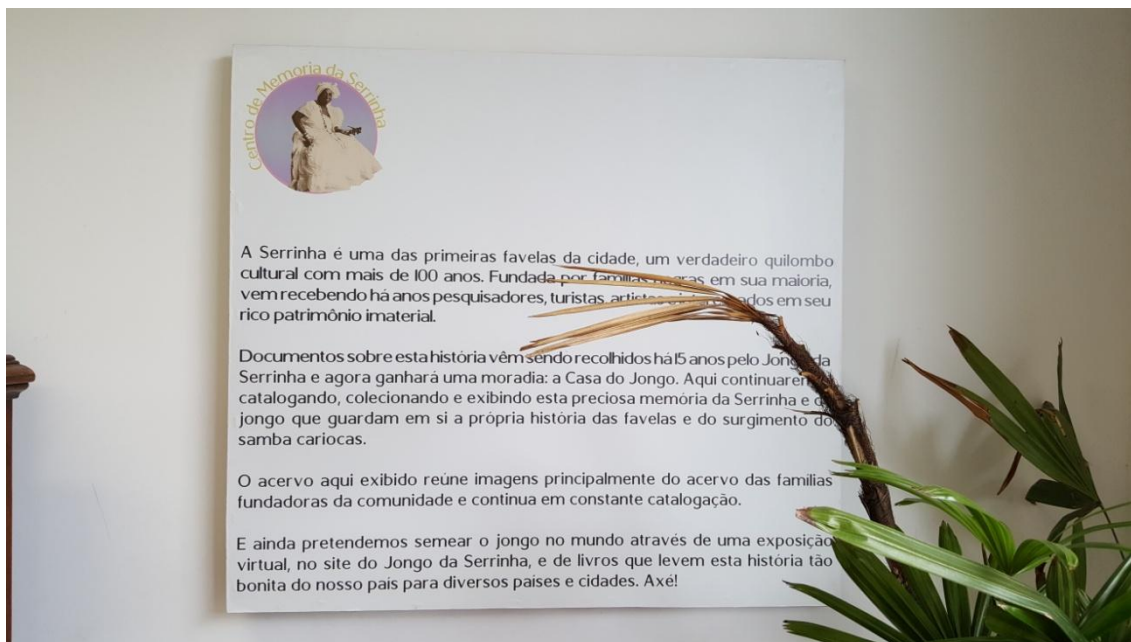 Centro de Memoria da Serrinha
A Serrinha é uma das primeiras favelas da cidade, um verdadeiro quilombo
cultural com mais de 100 anos. Fundada por famílias negras em sua maioria,
vem recebendo há anos pesquisadores, turistas, artistas em seu
rico patrimônio imaterial.
Documentos sobre esta história vêm sendo recolhidos há 15 anos pelo Jongo da
Serrinha e agora ganhará uma moradia: a Casa do Jongo. Aqui continuaremos
catalogando, colecionando e exibindo esta preciosa memória da Serrinha e do
jongo que guardam em si a própria história das favelas e do surgimento do
samba cariocas.
O acervo aqui exibido reúne imagens principalmente do acervo das famílias
fundadoras da comunidade e continua em constante catalogação.
E ainda pretendemos semear o jongo no mundo através de uma exposição
virtual, no site do Jongo da Serrinha, e de livros que levem esta história tão
bonita do nosso país para diversos países e cidades. Axé!